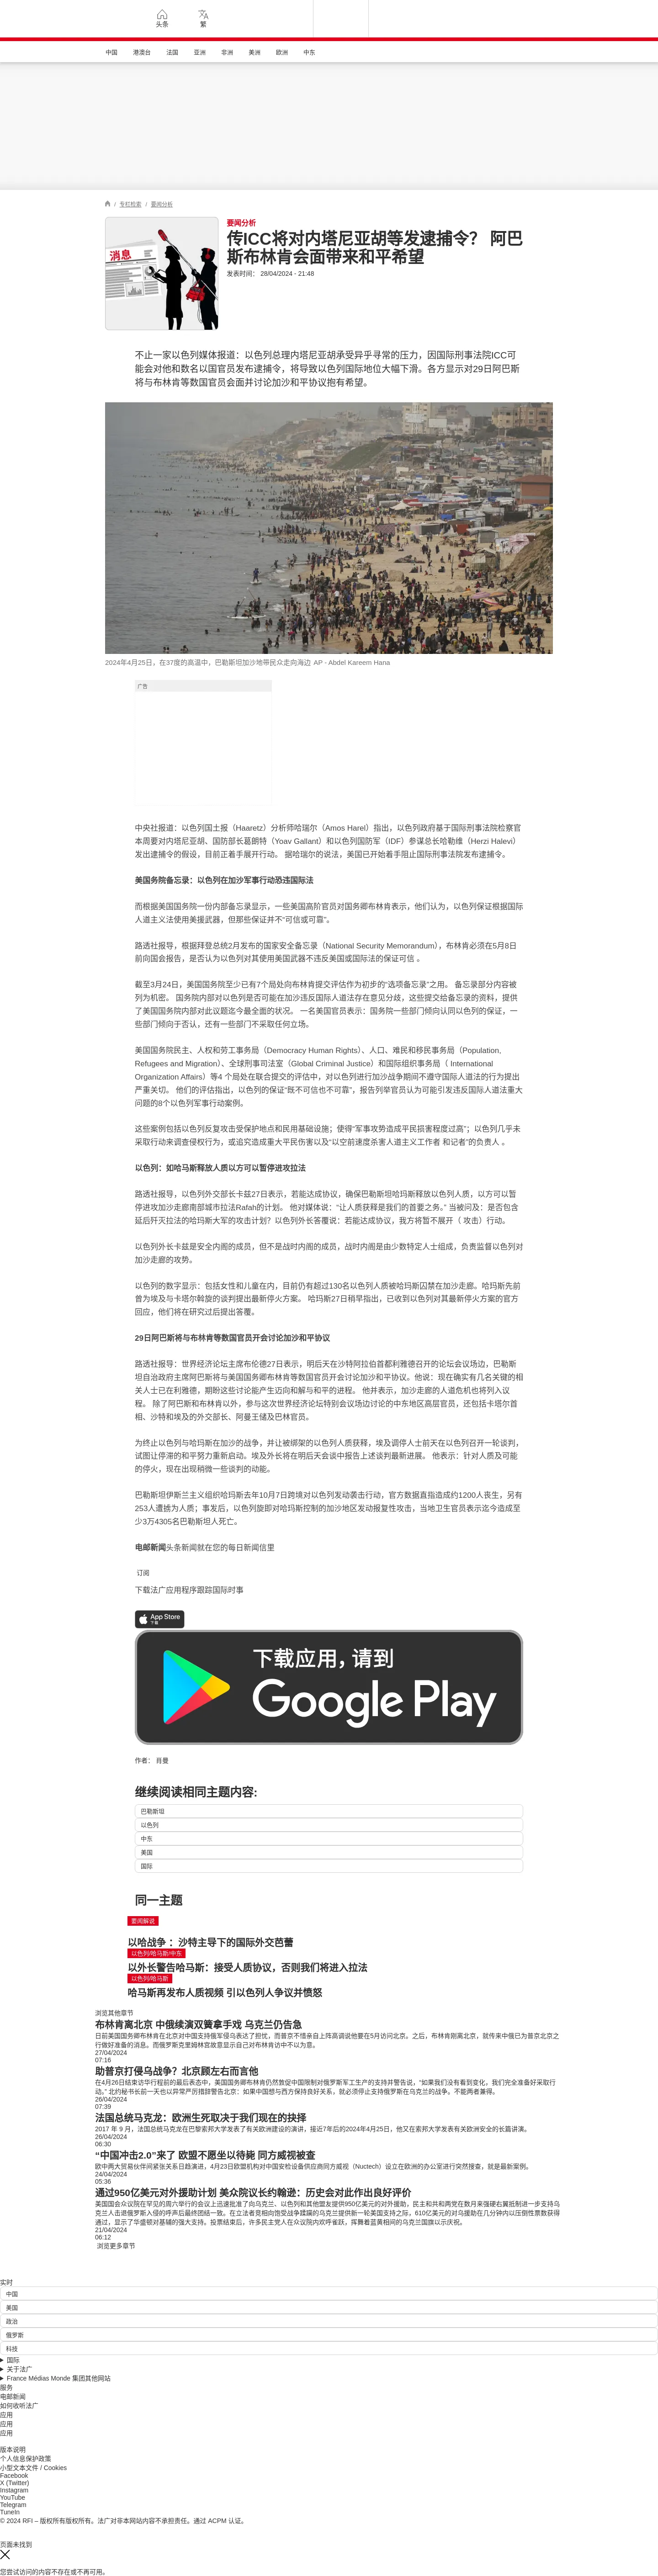 头条
繁
中国 港澳台 法国 亚洲 非洲 美洲 欧洲 中东
/ 专栏检索 / 要闻分析
消息
要闻分析
传ICC将对内塔尼亚胡等发逮捕令？ 阿巴
斯布林肯会面带来和平希望
发表时间： 28/04/2024 - 21:48
不止一家以色列媒体报道：以色列总理内塔尼亚胡承受异乎寻常的压力，因国际刑事法院ICC可
能会对他和数名以国官员发布逮捕令，将导致以色列国际地位大幅下滑。各方显示对29日阿巴斯
将与布林肯等数国官员会面并讨论加沙和平协议抱有希望。
2024年4月25日，在37度的高温中，巴勒斯坦加沙地带民众走向海边 AP - Abdel Kareem Hana
广告
中央社报道：以色列国土报（Haaretz）分析师哈瑞尔（Amos Harel）指出，以色列政府基于国际刑事法院检察官
本周要对内塔尼亚胡、国防部长葛朗特（Yoav Gallant）和以色列国防军（IDF）参谋总长哈勒维（Herzi Halevi）
发出逮捕令的假设，目前正着手展开行动。 据哈瑞尔的说法，美国已开始着手阻止国际刑事法院发布逮捕令。
美国务院备忘录：以色列在加沙军事行动恐违国际法
而根据美国国务院一份内部备忘录显示，一些美国高阶官员对国务卿布林肯表示，他们认为，以色列保证根据国际
人道主义法使用美援武器，但那些保证并不“可信或可靠”。
路透社报导，根据拜登总统2月发布的国家安全备忘录（National Security Memorandum），布林肯必须在5月8日
前向国会报告，是否认为以色列对其使用美国武器不违反美国或国际法的保证可信 。
截至3月24日，美国国务院至少已有7个局处向布林肯提交评估作为初步的“选项备忘录”之用。 备忘录部分内容被
列为机密。 国务院内部对以色列是否可能在加沙违反国际人道法存在意见分歧，这些提交给备忘录的资料，提供
了美国国务院内部对此议题迄今最全面的状况。 一名美国官员表示：国务院一些部门倾向认同以色列的保证，一
些部门倾向于否认，还有一些部门不采取任何立场。
美国国务院民主、人权和劳工事务局（Democracy Human Rights）、人口、难民和移民事务局（Population,
Refugees and Migration）、全球刑事司法室（Global Criminal Justice）和国际组织事务局（ International
Organization Affairs）等4 个局处在联合提交的评估中，对以色列进行加沙战争期间不遵守国际人道法的行为提出
严重关切。 他们的评估指出，以色列的保证“既不可信也不可靠”，报告列举官员认为可能引发违反国际人道法重大
问题的8个以色列军事行动案例。
这些案例包括以色列反复攻击受保护地点和民用基础设施；使得“军事攻势造成平民损害程度过高”；以色列几乎未
采取行动来调查侵权行为，或追究造成重大平民伤害以及“以空前速度杀害人道主义工作者 和记者”的负责人 。
以色列：如哈马斯释放人质以方可以暂停进攻拉法
路透社报导，以色列外交部长卡兹27日表示，若能达成协议，确保巴勒斯坦哈玛斯释放以色列人质，以方可以暂
停进攻加沙走廊南部城市拉法Rafah的计划。 他对媒体说：“让人质获释是我们的首要之务。” 当被问及：是否包含
延后歼灭拉法的哈玛斯大军的攻击计划？以色列外长答覆说：若能达成协议，我方将暂不展开（ 攻击）行动。
以色列外长卡兹是安全内阁的成员，但不是战时内阁的成员，战时内阁是由少数特定人士组成，负责监督以色列对
加沙走廊的攻势。
以色列的数字显示：包括女性和儿童在内，目前仍有超过130名以色列人质被哈玛斯囚禁在加沙走廊。哈玛斯先前
曾为埃及与卡塔尔斡旋的谈判提出最新停火方案。 哈玛斯27日稍早指出，已收到以色列对其最新停火方案的官方
回应，他们将在研究过后提出答覆。
29日阿巴斯将与布林肯等数国官员开会讨论加沙和平协议
路透社报导：世界经济论坛主席布伦德27日表示，明后天在沙特阿拉伯首都利雅德召开的论坛会议场边，巴勒斯
坦自治政府主席阿巴斯将与美国国务卿布林肯等数国官员开会讨论加沙和平协议。他说：现在确实有几名关键的相
关人士已在利雅德，期盼这些讨论能产生迈向和解与和平的进程。 他并表示，加沙走廊的人道危机也将列入议
程。 除了阿巴斯和布林肯以外，参与这次世界经济论坛特别会议场边讨论的中东地区高层官员，还包括卡塔尔首
相、沙特和埃及的外交部长、阿曼王储及巴林官员。
为终止以色列与哈玛斯在加沙的战争，并让被绑架的以色列人质获释，埃及调停人士前天在以色列召开一轮谈判，
试图让停滞的和平努力重新启动。埃及外长将在明后天会谈中报告上述谈判最新进展。 他表示：针对人质及可能
的停火，现在出现稍微一些谈判的动能。
巴勒斯坦伊斯兰主义组织哈玛斯去年10月7日跨境对以色列发动袭击行动，官方数据直指造成约1200人丧生，另有
253人遭掳为人质；事发后，以色列旋即对哈玛斯控制的加沙地区发动报复性攻击，当地卫生官员表示迄今造成至
少3万4305名巴勒斯坦人死亡。
电邮新闻头条新闻就在您的每日新闻信里
订阅
下载法广应用程序跟踪国际时事
App Store
下载
下载应用，请到
Google Play
作者： 肖曼
继续阅读相同主题内容:
巴勒斯坦
以色列
中东
美国
国际
同一主题
要闻解说
以哈战争 ：沙特主导下的国际外交芭蕾
以色列/哈马斯/中东
以外长警告哈马斯：接受人质协议，否则我们将进入拉法
以色列/哈马斯
哈马斯再发布人质视频 引以色列人争议并愤怒
浏览其他章节
布林肯离北京 中俄续演双簧拿手戏 乌克兰仍告急
日前美国国务卿布林肯在北京对中国支持俄军侵乌表达了担忧，而普京不惜亲自上阵高调说他要在5月访问北京。之后，布林肯刚离北京，就传来中俄已为普京北京之
行做好准备的消息。而俄罗斯克里姆林宫故意显示自己对布林肯访中不以为意。
27/04/2024
07:16
助普京打侵乌战争？北京顾左右而言他
在4月26日结束访华行程前的最后表态中，美国国务卿布林肯仍然敦促中国限制对俄罗斯军工生产的支持并警告说，“如果我们没有看到变化，我们完全准备好采取行
动。” 北约秘书长前一天也以异常严厉措辞警告北京：如果中国想与西方保持良好关系，就必须停止支持俄罗斯在乌克兰的战争。不能两者兼得。
26/04/2024
07:39
法国总统马克龙：欧洲生死取决于我们现在的抉择
2017 年 9 月，法国总统马克龙在巴黎索邦大学发表了有关欧洲建设的演讲，接近7年后的2024年4月25日，他又在索邦大学发表有关欧洲安全的长篇讲演。
26/04/2024
06:30
“中国冲击2.0”来了 欧盟不愿坐以待毙 同方威视被查
欧中两大贸易伙伴间紧张关系日趋演进，4月23日欧盟机构对中国安检设备供应商同方威视（Nuctech）设立在欧洲的办公室进行突然搜查，就是最新案例。
24/04/2024
05:36
通过950亿美元对外援助计划 美众院议长约翰逊：历史会对此作出良好评价
美国国会众议院在罕见的周六举行的会议上迅速批准了向乌克兰、以色列和其他盟友提供950亿美元的对外援助，民主和共和两党在数月来强硬右翼抵制进一步支持乌
克兰人击退俄罗斯入侵的呼声后最终团结一致。在立法者竟相向饱受战争蹂躏的乌克兰提供新一轮美国支持之际，610亿美元的对乌援助在几分钟内以压倒性票数获得
通过，显示了华盛顿对基辅的强大支持。投票结束后，许多民主党人在众议院内欢呼雀跃，挥舞着蓝黄相间的乌克兰国旗以示庆祝。
21/04/2024
06:12
浏览更多章节
实时
中国
美国
政治
俄罗斯
科技
国际
关于法广
France Médias Monde 集团其他网站
服务
电邮新闻
如何收听法广
应用
应用
应用
版本说明
个人信息保护政策
小型文本文件 / Cookies
Facebook
X (Twitter)
Instagram
YouTube
Telegram
TuneIn
© 2024 RFI – 版权所有版权所有。法广对非本网站内容不承担责任。通过 ACPM 认证。
页面未找到
您尝试访问的内容不存在或不再可用。